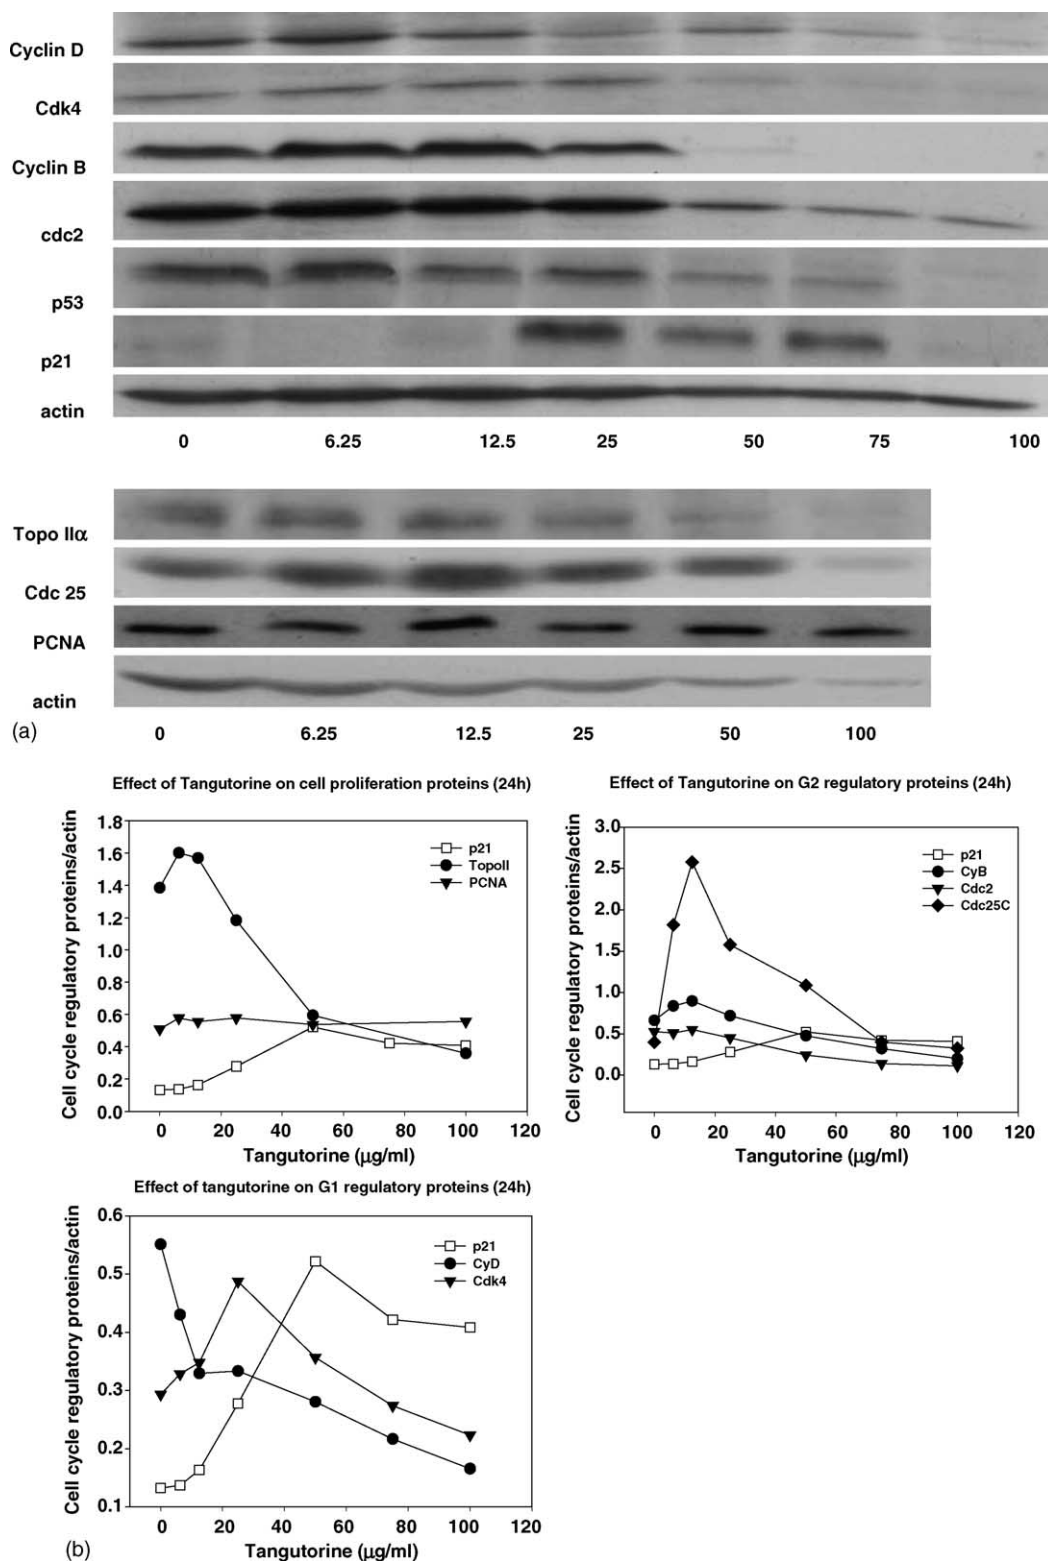 Cyclin D
Cdk4
Cyclin B
cdc2
p53
p21
actin
0 6.25 12.5 25 50 75 100
Topo IIα
Cdc 25
PCNA
actin
(a)
0 6.25 12.5 25 50 100
Effect of Tangutorine on cell proliferation proteins (24h)
Cell cycle regulatory proteins/actin
1.8
1.6
1.4
1.2
1.0
0.8
0.6
0.4
0.2
0.0
p21
TopoII
PCNA
0 20 40 60 80 100 120
Tangutorine (µg/ml)
Effect of Tangutorine on G2 regulatory proteins (24h)
Cell cycle regulatory proteins/actin
3.0
2.5
2.0
1.5
1.0
0.5
0.0
p21
CyB
Cdc2
Cdc25C
0 20 40 60 80 100 120
Tangutorine (µg/ml)
Effect of tangutorine on G1 regulatory proteins (24h)
Cell cycle regulatory proteins/actin
0.6
0.5
0.4
0.3
0.2
0.1
p21
CyD
Cdk4
0 20 40 60 80 100 120
Tangutorine (µg/ml)
(b)